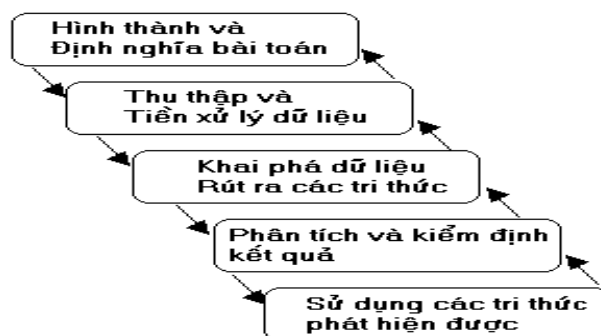 Hình thành và
Định nghĩa bài toán
Thu thập và
Tiền xử lý dữ liệu
Khai phá dữ liệu
Rút ra các tri thức
Phân tích và kiểm định
kết quả
Sử dụng các tri thức
phát hiện được